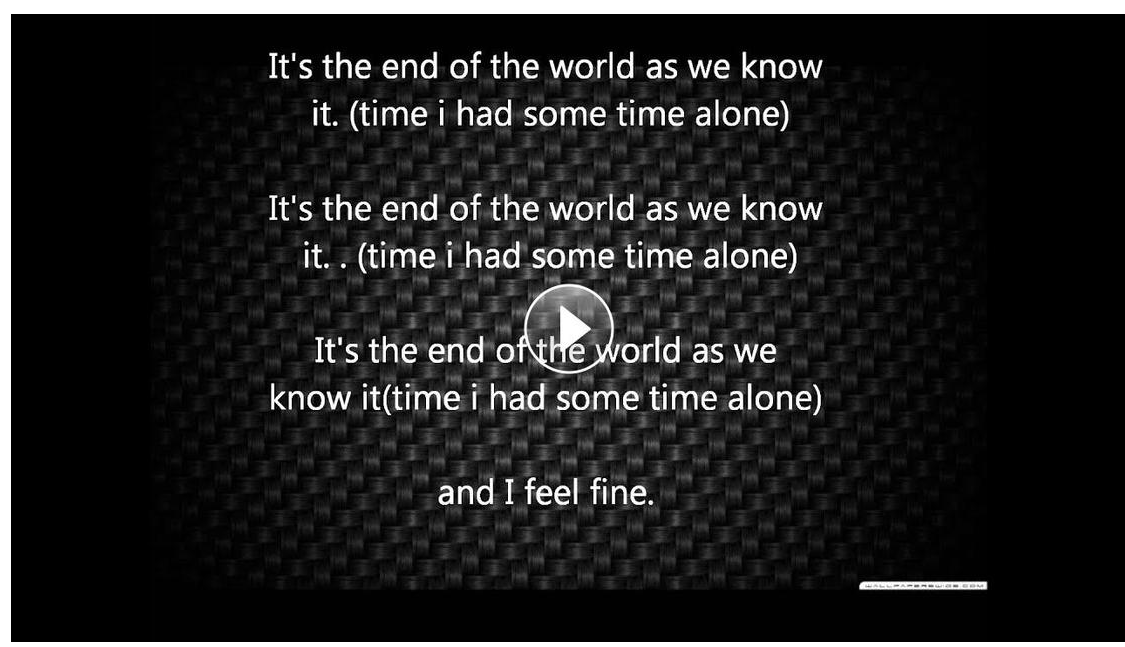 It's the end of the world as we know
it. (time i had some time alone)
It's the end of the world as we know
it. . (time i had some time alone)
It's the end of the world as we
know it(time i had some time alone)
and I feel fine.
WALLPAPERSWIDE.COM